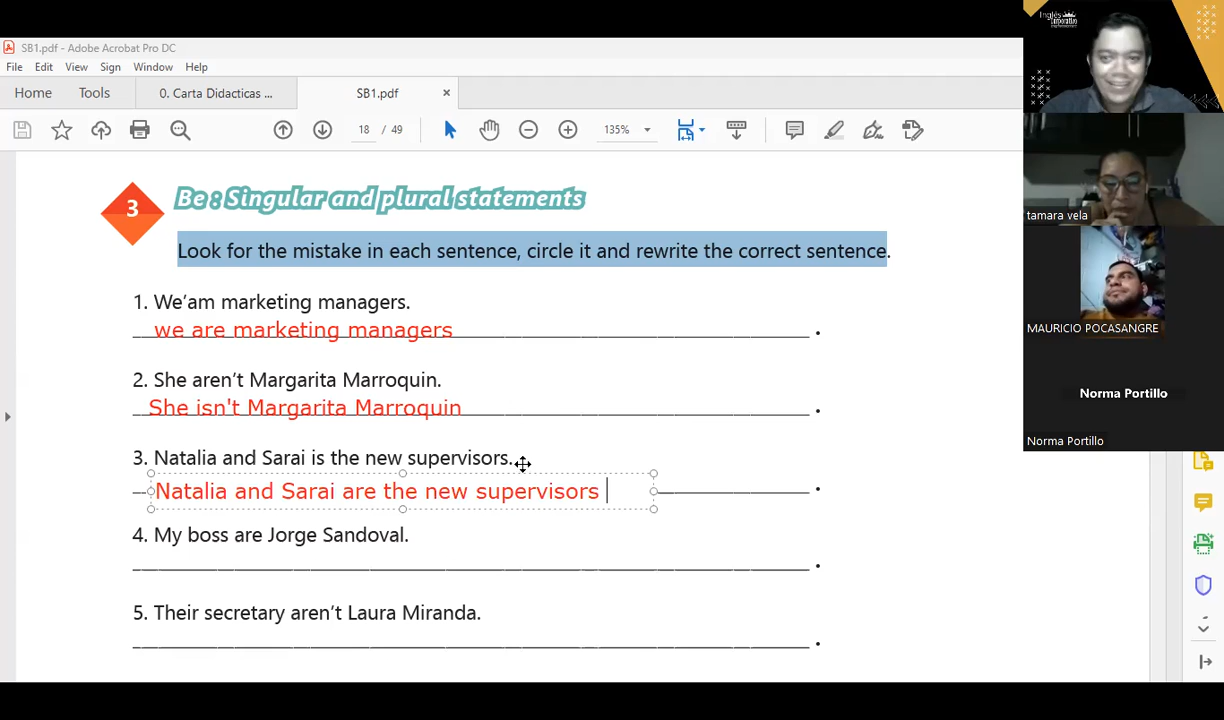 Inglés
Corporativo
SB1.pdf - Adobe Acrobat Pro DC
File Edit View Sign Window Help
Home Tools 0. Carta Didacticas ... SB1.pdf ×
18 / 49 135%
3
Be : Singular and plural statements
Look for the mistake in each sentence, circle it and rewrite the correct sentence.
1. We’am marketing managers.
we are marketing managers .
2. She aren’t Margarita Marroquin.
She isn't Margarita Marroquin .
3. Natalia and Sarai is the new supervisors.
Natalia and Sarai are the new supervisors .
4. My boss are Jorge Sandoval.
.
5. Their secretary aren’t Laura Miranda.
.
tamara vela
MAURICIO POCASANGRE
Norma Portillo
Norma Portillo